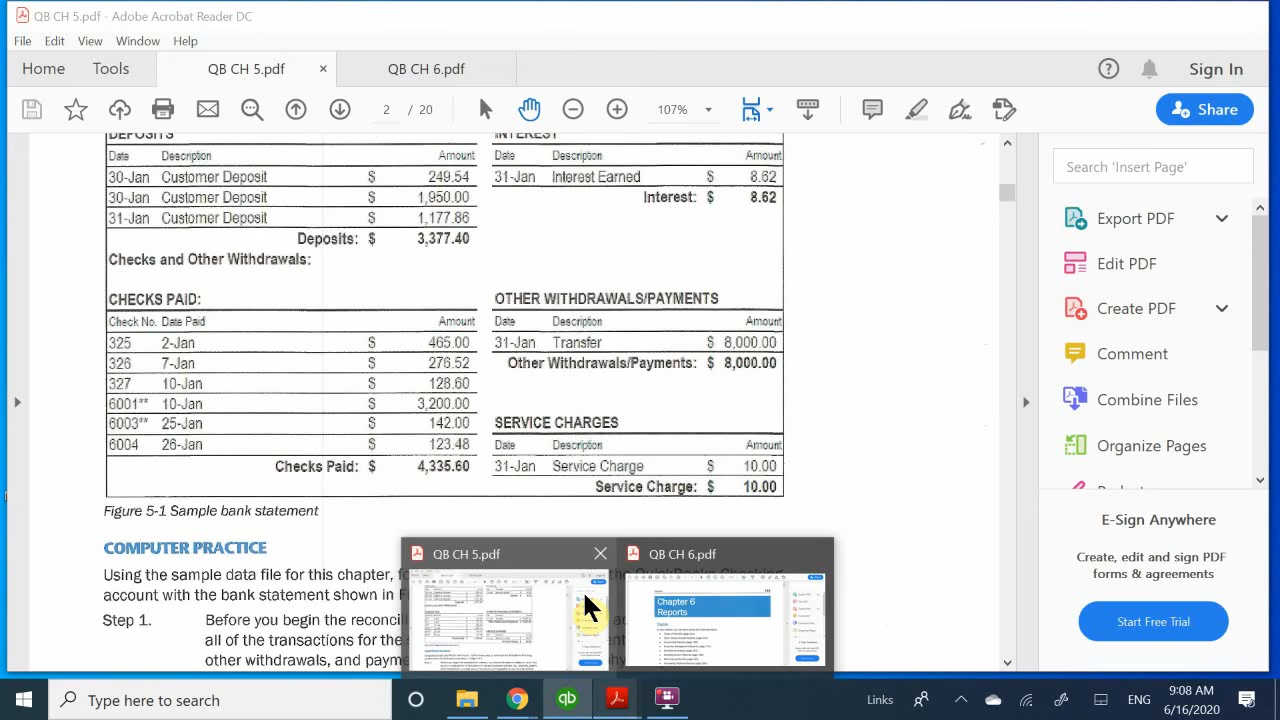 QB CH 5.pdf - Adobe Acrobat Reader DC
File Edit View Window Help
Home Tools QB CH 5.pdf × QB CH 6.pdf Sign In
2 / 20 107% Share
DEPOSITS INTEREST
Date Description Amount Date Description Amount
30-Jan Customer Deposit $ 249.54 31-Jan Interest Earned $ 8.62
30-Jan Customer Deposit $ 1,950.00 Interest: $ 8.62
31-Jan Customer Deposit $ 1,177.86
Deposits: $ 3,377.40
Checks and Other Withdrawals:
CHECKS PAID: OTHER WITHDRAWALS/PAYMENTS
Check No. Date Paid Amount Date Description Amount
325 2-Jan $ 465.00 31-Jan Transfer $ 8,000.00
326 7-Jan $ 276.52 Other Withdrawals/Payments: $ 8,000.00
327 10-Jan $ 128.60
6001** 10-Jan $ 3,200.00
6003** 25-Jan $ 142.00 SERVICE CHARGES
6004 26-Jan $ 123.48 Date Description Amount
Checks Paid: $ 4,335.60 31-Jan Service Charge $ 10.00
Service Charge: $ 10.00
Figure 5-1 Sample bank statement
COMPUTER PRACTICE
Using the sample data file for this chapter,
account with the bank statement shown in
Step 1. Before you begin the
all of the transactions for
other withdrawals, and
Search 'Insert Page'
Export PDF
Edit PDF
Create PDF
Comment
Combine Files
Organize Pages
E-Sign Anywhere
Create, edit and sign PDF
forms & agreements
Start Free Trial
QB CH 5.pdf QB CH 6.pdf
Chapter 6
Reports
Type here to search
qb
Links
ENG
9:08 AM
6/16/2020